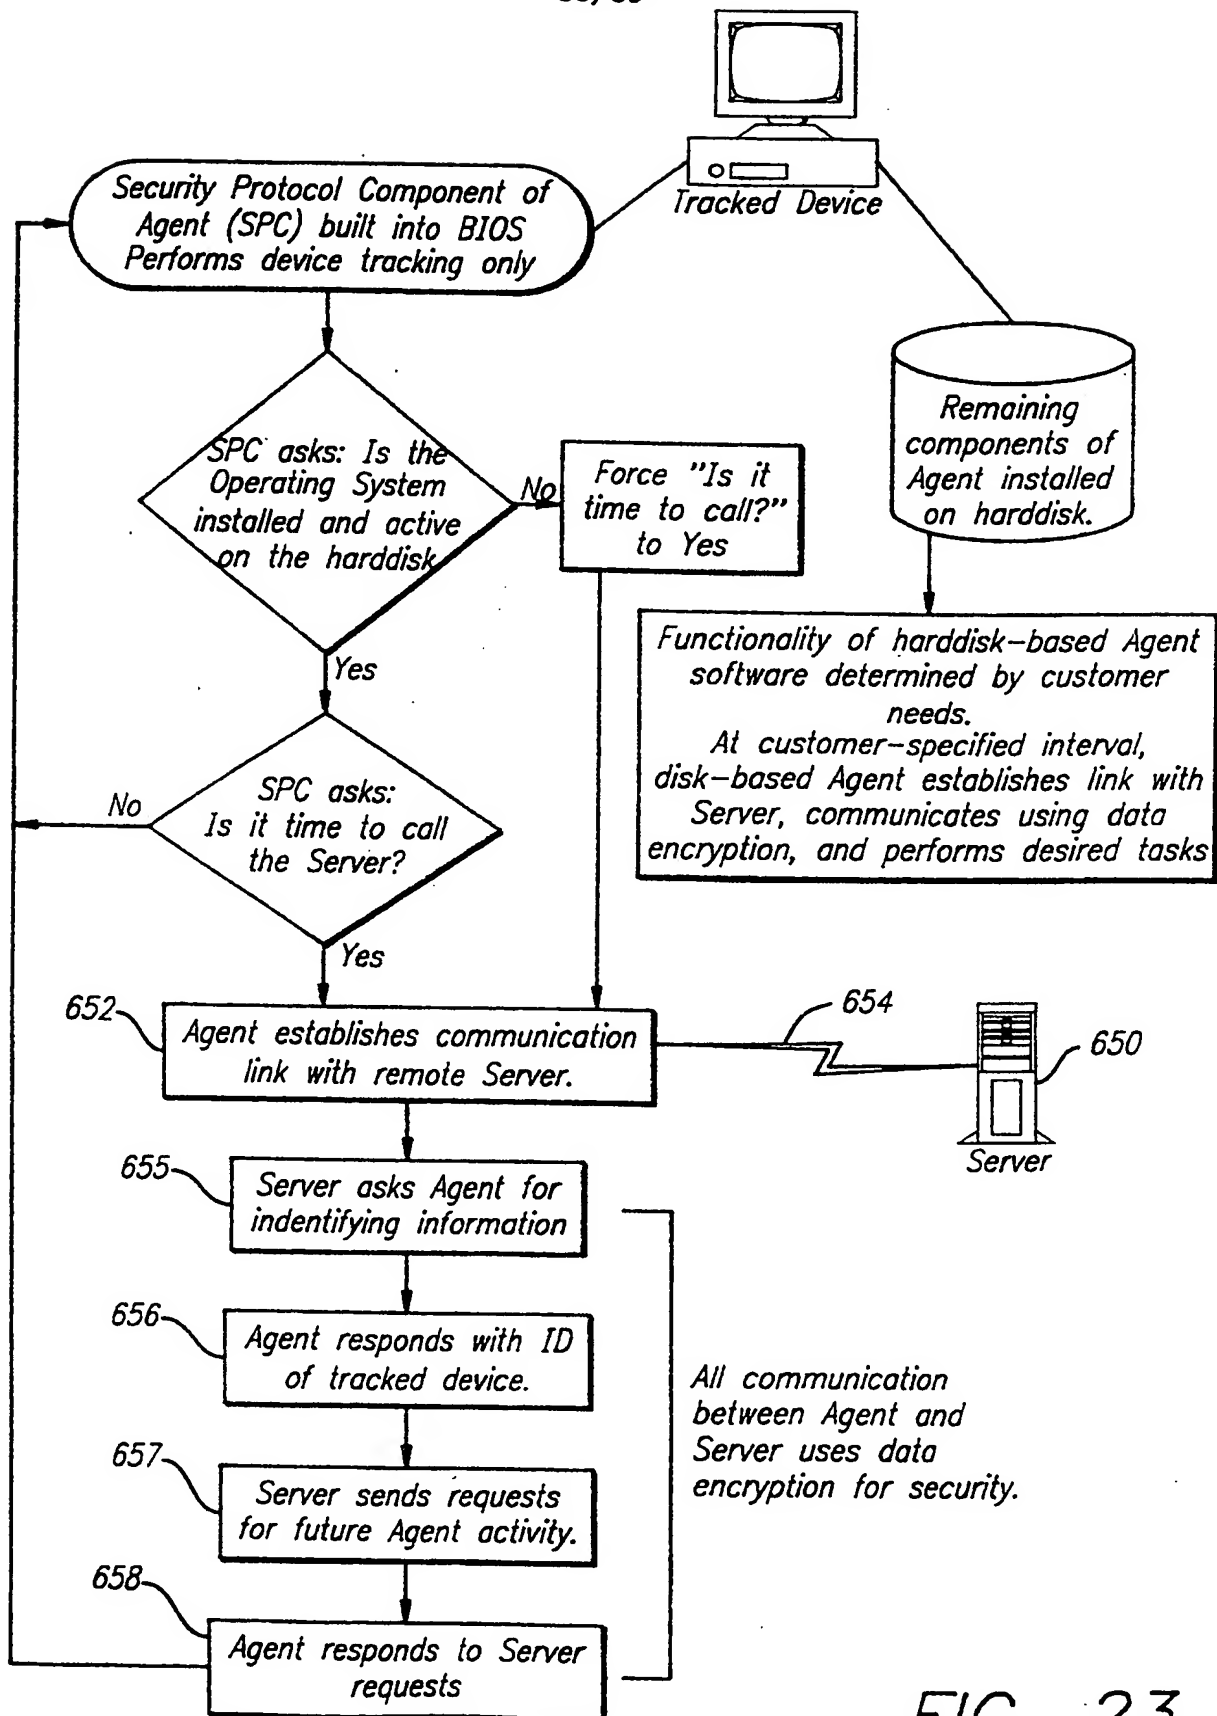 Tracked Device
Security Protocol Component of
Agent (SPC) built into BIOS
Performs device tracking only
SPC asks: Is the
Operating System
installed and active
on the harddisk
No
Force "Is it
time to call?"
to Yes
Remaining
components of
Agent installed
on harddisk.
Yes
Functionality of harddisk-based Agent
software determined by customer
needs.
At customer-specified interval,
disk-based Agent establishes link with
Server, communicates using data
encryption, and performs desired tasks
No
SPC asks:
Is it time to call
the Server?
Yes
652
Agent establishes communication
link with remote Server.
654
650
Server
655
Server asks Agent for
indentifying information
656
Agent responds with ID
of tracked device.
All communication
between Agent and
Server uses data
encryption for security.
657
Server sends requests
for future Agent activity.
658
Agent responds to Server
requests
FIG. 23